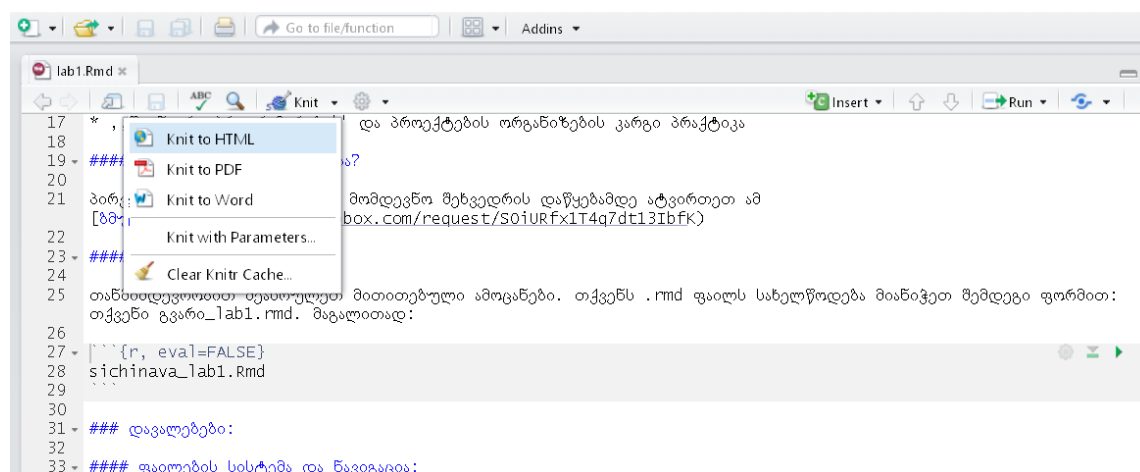 Go to file/function Addins
lab1.Rmd
ABC Knit Insert Run
17 * და პროექტების ორგანიზების კარგი პრაქტიკა
Knit to HTML
18
19 ####
20
Knit to PDF
21 მომდევნო შეხვედრის დაწყებამდე ატვირთეთ ამ
Knit to Word
box.com/request/S0iURfx1T4q7dt13IbfK)
22
Knit with Parameters...
23 ####
24
Clear Knitr Cache...
25 მითითებული ამოცანები. თქვენს .rmd ფაილს სახელწოდება მიანიჭეთ შემდეგი ფორმით:
თქვენი გვარი_lab1.rmd. მაგალითად:
26
27 ```{r, eval=FALSE}
28 sichinava_lab1.Rmd
29 ```
30
31 ### დავალებები:
32
33 #### ფაილების სისტემა და ნავიგაცია: